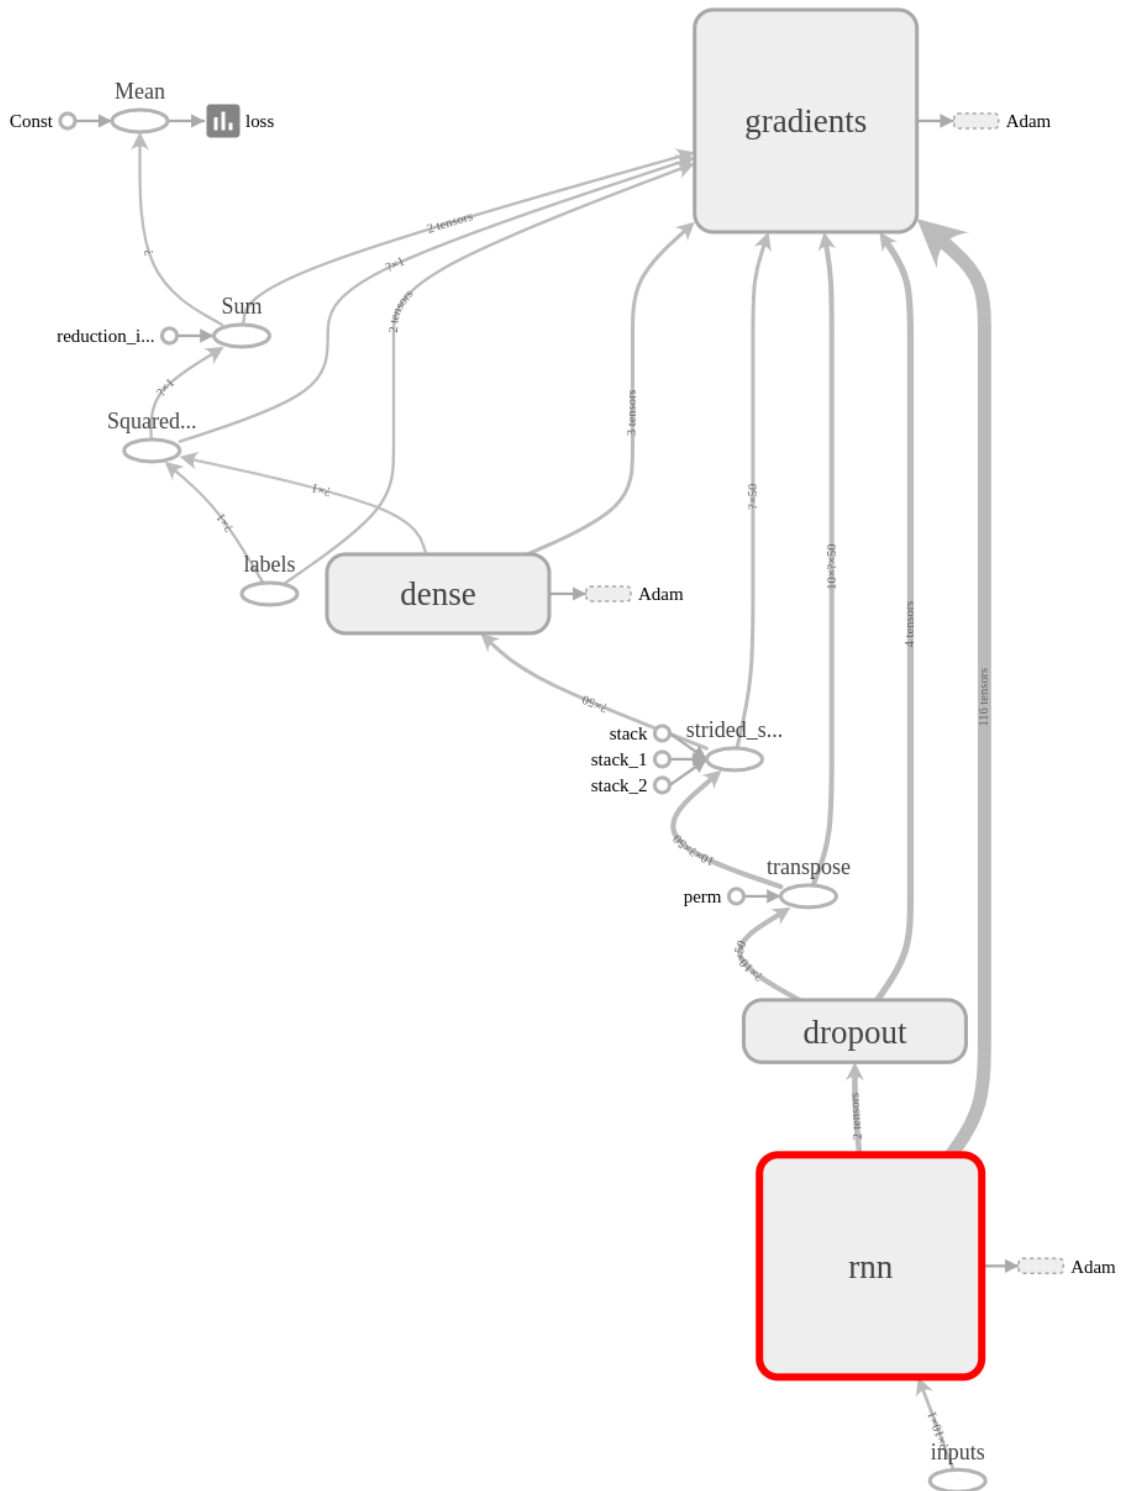 gradients
Adam
Mean
Const
loss
2 tensors
?×1
2 tensors
?
Sum
reduction_i...
?×1
Squared...
3 tensors
?×1
?×1
?×50
labels
dense
Adam
10×?×50
4 tensors
116 tensors
?×50
strided_s...
stack
stack_1
stack_2
10×?×50
transpose
perm
?×10×50
dropout
2 tensors
rnn
Adam
?×10×1
inputs